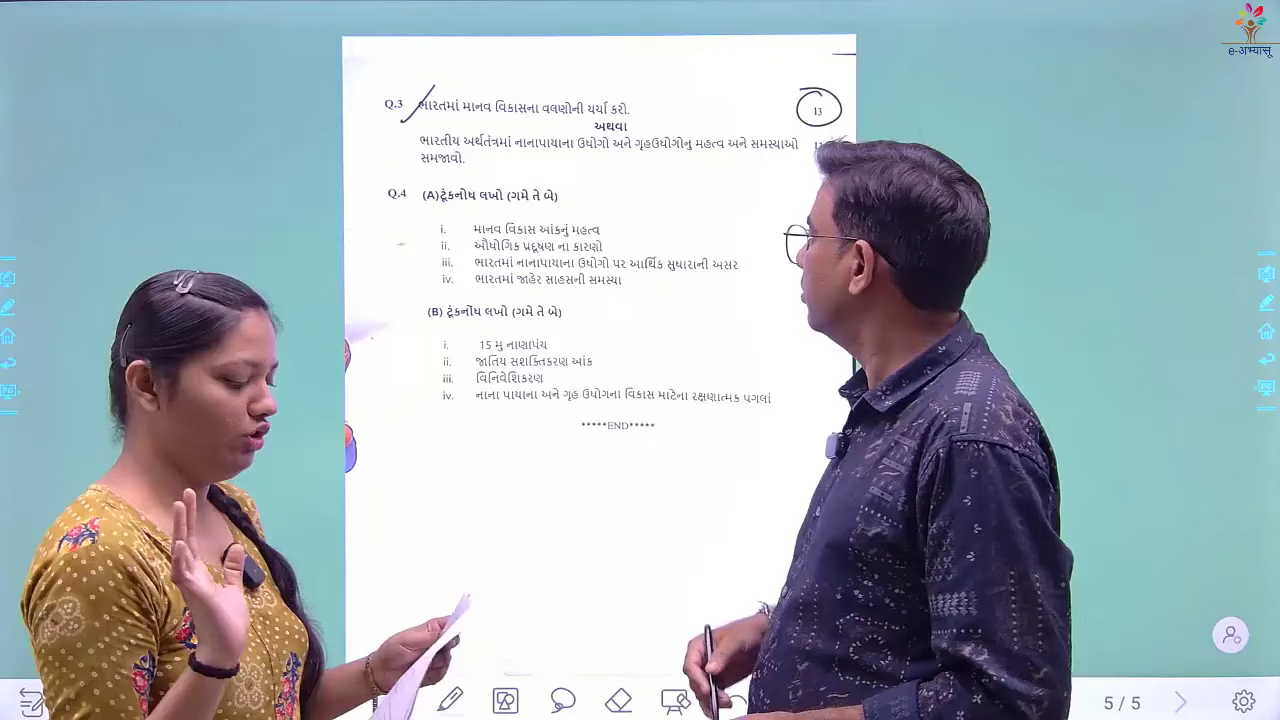 e-अभ्यासू
Q.3 ભારતમાં માનવ વિકાસના વલણોની ચર્ચા કરો. 13
અથવા
ભારતીય અર્થતંત્રમાં નાનાપાયાના ઉધોગો અને ગૃહઉધોગોનુ મહત્વ અને સમસ્યાઓ
સમજાવો.
Q.4 (A)ટૂંકનોધ લખો (ગમે તે બે)
i. માનવ વિકાસ આંકનું મહત્વ
ii. ઔધોગિક પ્રદૂષણ ના કારણો
iii. ભારતમાં નાનાપાયાના ઉધોગો પર આર્થિક સુધારાની અસર
iv. ભારતમાં જાહેર સાહસની સમસ્યા
(B) ટૂંકનોંધ લખો (ગમે તે બે)
i. 15 મુ નાણાપંચ
ii. જાતિય સશક્તિકરણ આંક
iii. વિનિવેશિકરણ
iv. નાના પાયાના અને ગૃહ ઉધોગના વિકાસ માટેના રક્ષણાત્મક પગલાં
*****END*****
5 / 5